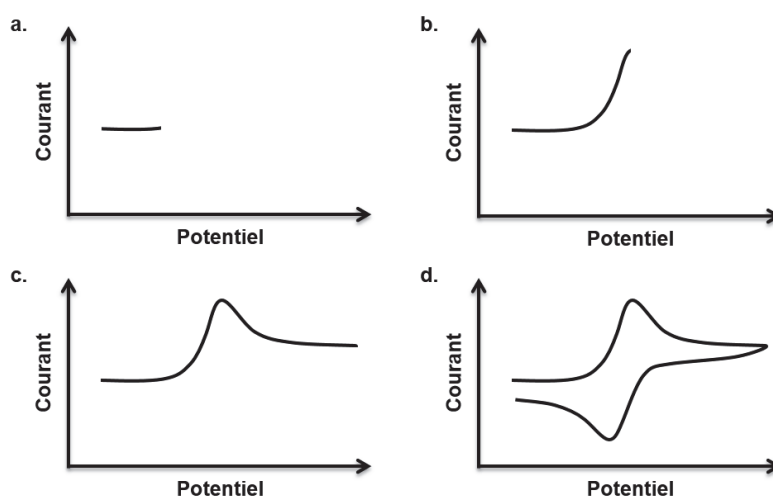 a.
Courant
Potentiel
b.
Courant
Potentiel
c.
Courant
Potentiel
d.
Courant
Potentiel